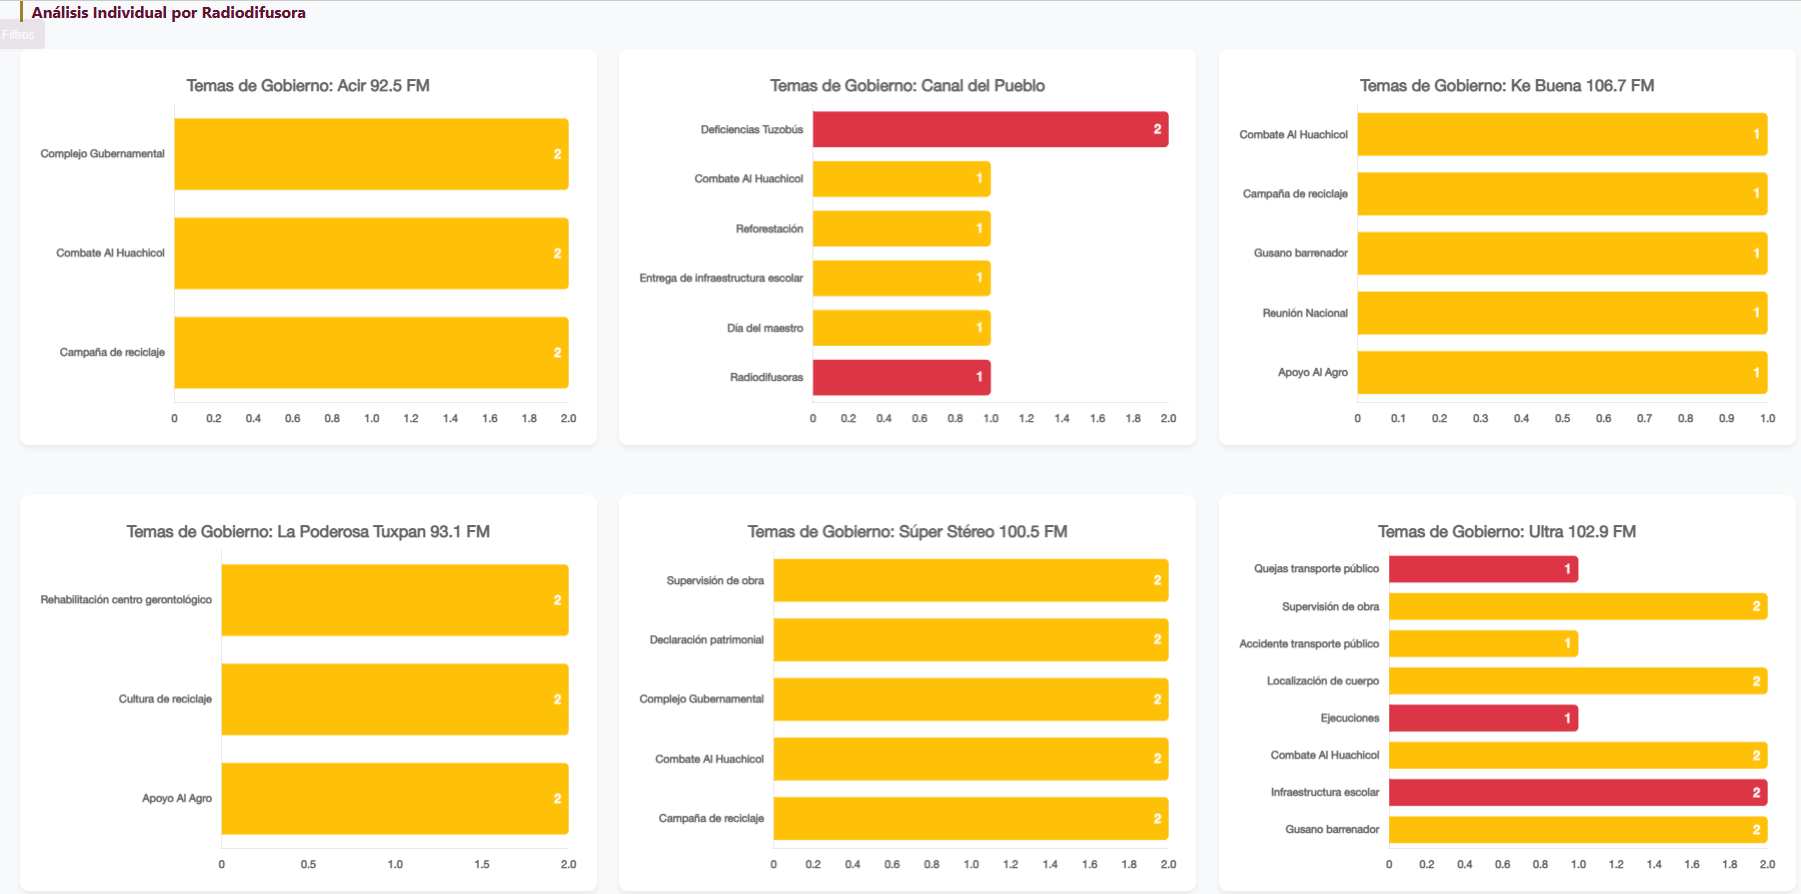 Análisis Individual por Radiodifusora
Filtros
Temas de Gobierno: Acir 92.5 FM
Complejo Gubernamental
2
Combate Al Huachicol
2
Campaña de reciclaje
2
0 0.2 0.4 0.6 0.8 1.0 1.2 1.4 1.6 1.8 2.0
Temas de Gobierno: Canal del Pueblo
Deficiencias Tuzobús
2
Combate Al Huachicol
1
Reforestación
1
Entrega de infraestructura escolar
1
Día del maestro
1
Radiodifusoras
1
0 0.2 0.4 0.6 0.8 1.0 1.2 1.4 1.6 1.8 2.0
Temas de Gobierno: Ke Buena 106.7 FM
Combate Al Huachicol
1
Campaña de reciclaje
1
Gusano barrenador
1
Reunión Nacional
1
Apoyo Al Agro
1
0 0.1 0.2 0.3 0.4 0.5 0.6 0.7 0.8 0.9 1.0
Temas de Gobierno: La Poderosa Tuxpan 93.1 FM
Rehabilitación centro gerontológico
2
Cultura de reciclaje
2
Apoyo Al Agro
2
0 0.5 1.0 1.5 2.0
Temas de Gobierno: Súper Stéreo 100.5 FM
Supervisión de obra
2
Declaración patrimonial
2
Complejo Gubernamental
2
Combate Al Huachicol
2
Campaña de reciclaje
2
0 0.2 0.4 0.6 0.8 1.0 1.2 1.4 1.6 1.8 2.0
Temas de Gobierno: Ultra 102.9 FM
Quejas transporte público
1
Supervisión de obra
2
Accidente transporte público
1
Localización de cuerpo
2
Ejecuciones
1
Combate Al Huachicol
2
Infraestructura escolar
2
Gusano barrenador
2
0 0.2 0.4 0.6 0.8 1.0 1.2 1.4 1.6 1.8 2.0